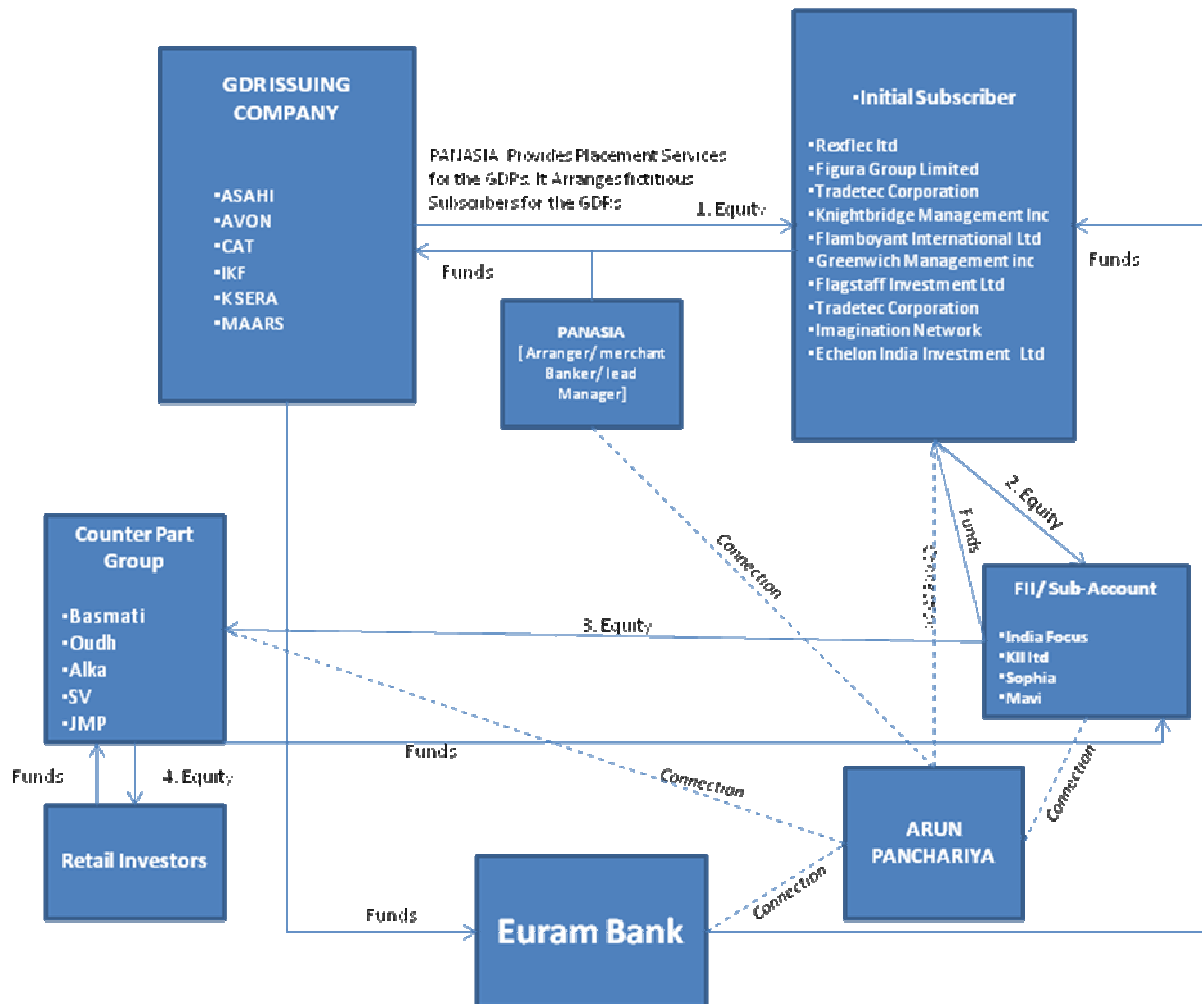 GDR ISSUING
COMPANY
•ASAHI
•AVON
•CAT
•IKF
•KSERA
•MAARS
PANASIA Provides Placement Services
for the GDRs. It Arranges fictitious
Subscribers for the GDRs
1. Equity
Funds
•Initial Subscriber
•Rexflec ltd
•Figura Group Limited
•Tradetec Corporation
•Knightbridge Management Inc
•Flamboyant International Ltd
•Greenwich Management inc
•Flagstaff Investment Ltd
•Tradetec Corporation
•Imagination Network
•Echelon India Investment Ltd
Funds
PANASIA
[ Arranger/ merchant
Banker/ lead
Manager]
Connection
2. Equity
Funds
Counter Part
Group
•Basmati
•Oudh
•Alka
•SV
•JMP
3. Equity
FII/ Sub-Account
•India Focus
•KII ltd
•Sophia
•Mavi
Funds
Funds
4. Equity
Connection
Connection
Retail Investors
ARUN
PANCHARIYA
Connection
Funds
Euram Bank